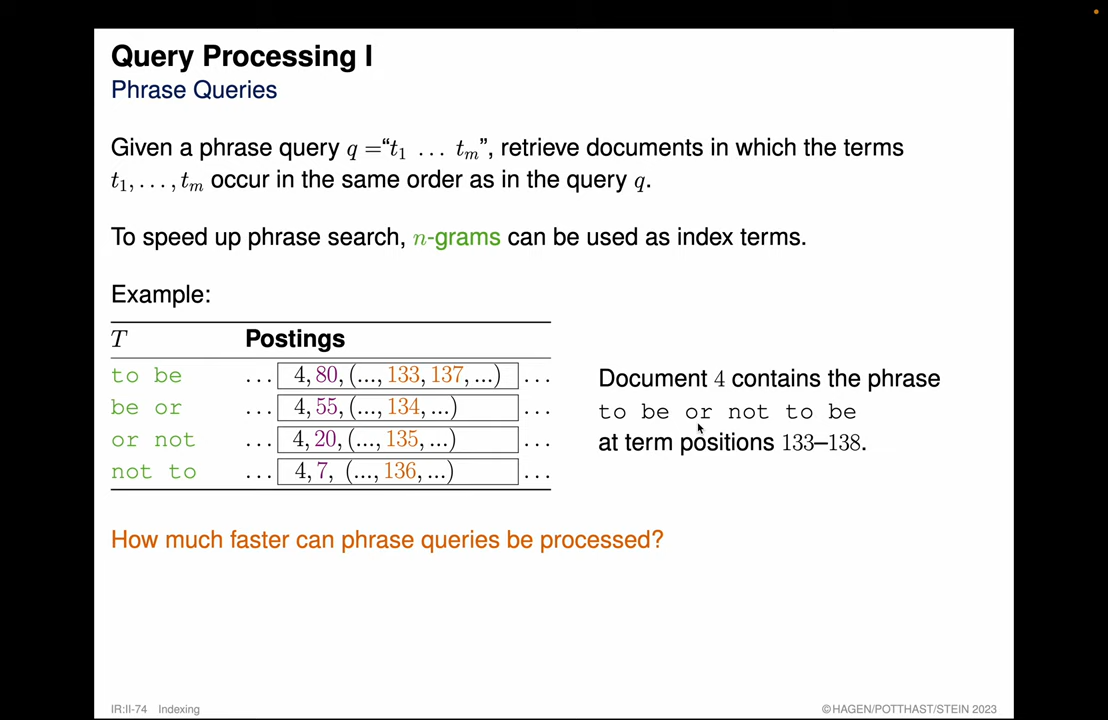 Query Processing I
Phrase Queries
Given a phrase query q =“t₁ … tₘ”, retrieve documents in which the terms
t₁, … , tₘ occur in the same order as in the query q.
To speed up phrase search, n-grams can be used as index terms.
Example:
T Postings
to be … 4, 80, (..., 133, 137, ...) …
be or … 4, 55, (..., 134, ...) …
or not … 4, 20, (..., 135, ...) …
not to … 4, 7, (..., 136, ...) …
Document 4 contains the phrase
to be or not to be
at term positions 133–138.
How much faster can phrase queries be processed?
IR:II-74 Indexing
©HAGEN/POTTHAST/STEIN 2023